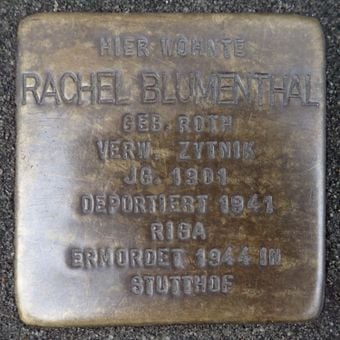 HIER WOHNTE
RACHEL BLUMENTHAL
GEB. ROTH
VERW. ZYTNIK
JG. 1901
DEPORTIERT 1941
RIGA
ERMORDET 1944 IN
STUTTHOF